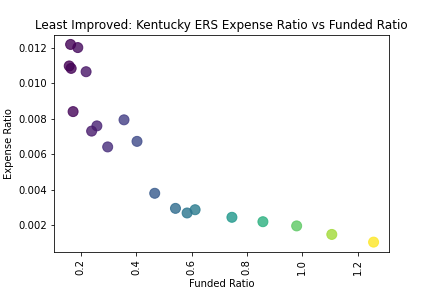 Least Improved: Kentucky ERS Expense Ratio vs Funded Ratio
0.012
0.010
0.008
0.006
0.004
0.002
Expense Ratio
0.2 0.4 0.6 0.8 1.0 1.2
Funded Ratio